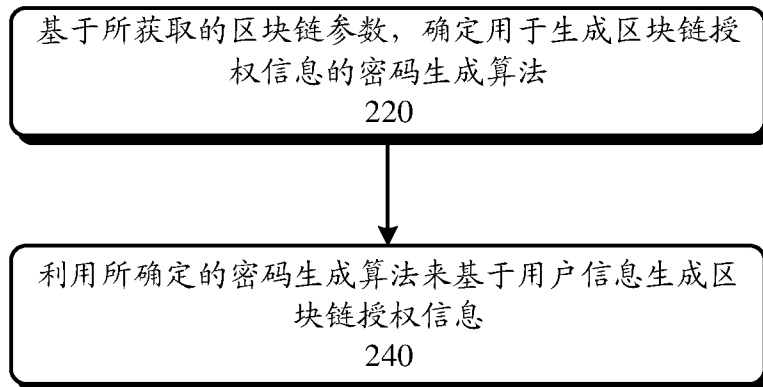 基于所获取的区块链参数，确定用于生成区块链授
权信息的密码生成算法
220
利用所确定的密码生成算法来基于用户信息生成区
块链授权信息
240